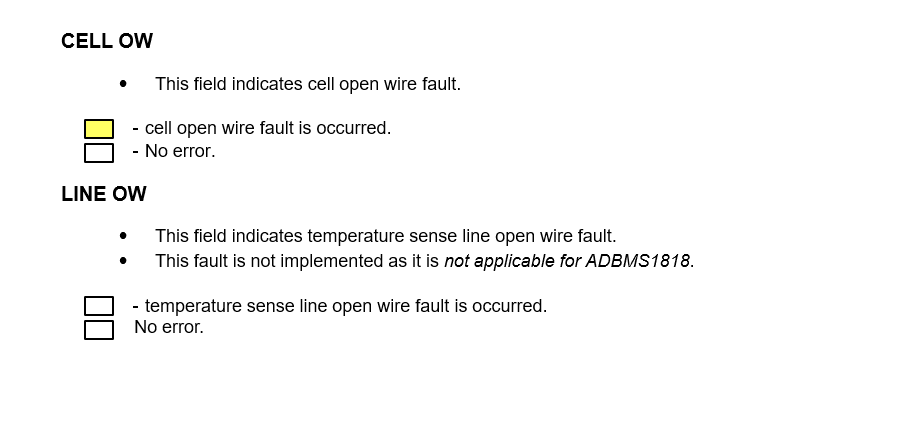 CELL OW
• This field indicates cell open wire fault.
- cell open wire fault is occurred.
- No error.
LINE OW
• This field indicates temperature sense line open wire fault.
• This fault is not implemented as it is not applicable for ADBMS1818.
- temperature sense line open wire fault is occurred.
No error.